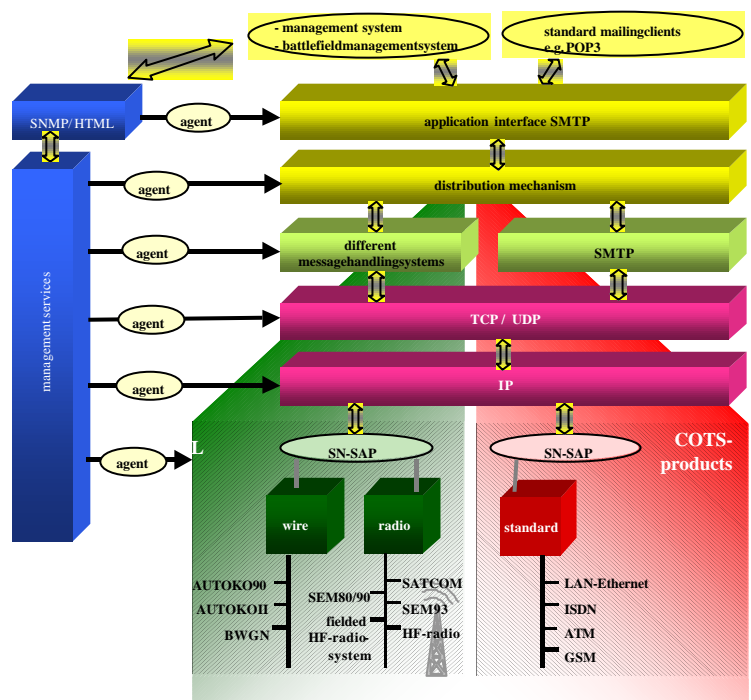 - management system
- battlefieldmanagementsystem
standard mailingclients
e.g. POP3
SNMP/HTML
agent
application interface SMTP
agent
distribution mechanism
agent
different
messagehandlingsystems
SMTP
management services
agent
TCP / UDP
agent
IP
agent
L
SN-SAP
SN-SAP
COTS-
products
wire
radio
standard
AUTOKO90
AUTOKOII
BWGN
SEM80/90
fielded
HF-radio-
system
SATCOM
SEM93
HF-radio
LAN-Ethernet
ISDN
ATM
GSM